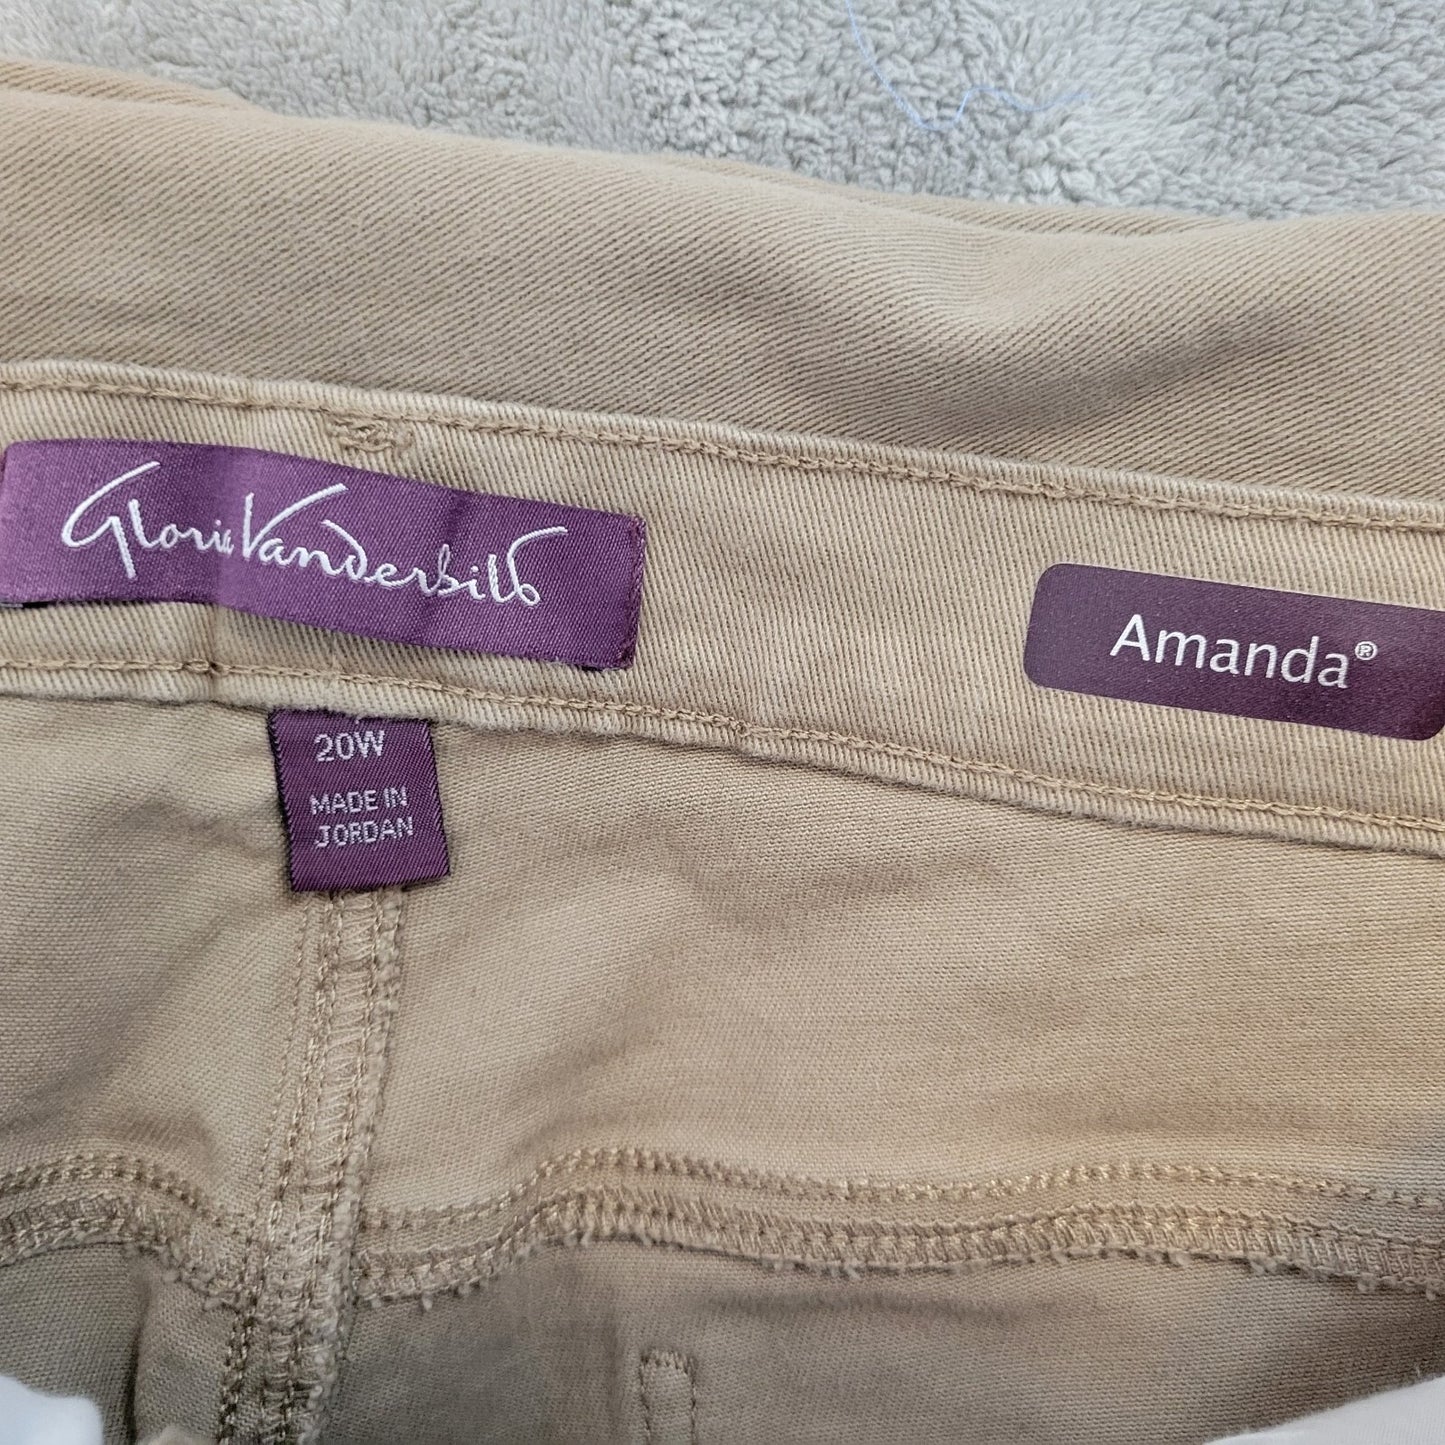 Gloria Vanderbilt
Amanda®
20W
MADE IN
JORDAN